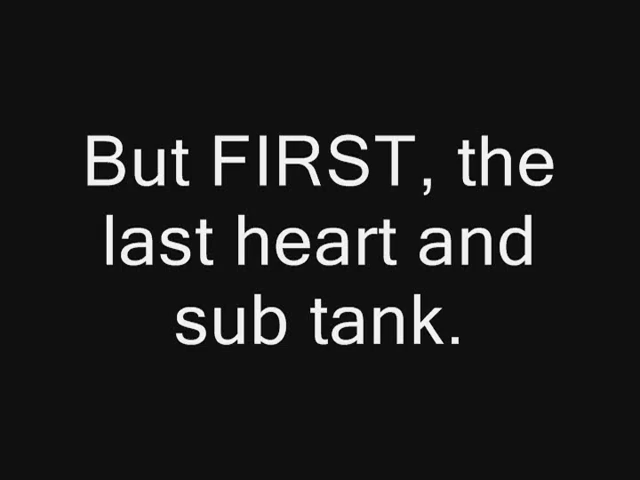 But FIRST, the
last heart and
sub tank.